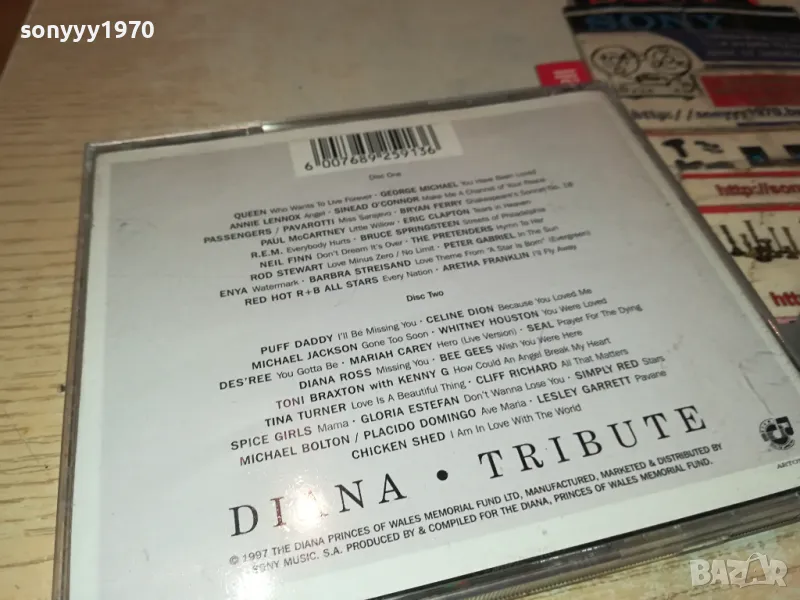 sonyyy1970
SONY
http://sonyyy1970.b
http://son
http://
6 007689 259136
Disc One
QUEEN Who Wants To Live Forever • GEORGE MICHAEL You Have Been Loved
ANNIE LENNOX Angel • SINEAD O'CONNOR Make Me A Channel of Your Peace
PASSENGERS / PAVAROTTI Miss Sarajevo • BRYAN FERRY Shakespeare's Sonnet No. 18
PAUL McCARTNEY Little Willow • ERIC CLAPTON Tears In Heaven
R.E.M. Everybody Hurts • BRUCE SPRINGSTEEN Streets of Philadelphia
NEIL FINN Don't Dream It's Over • THE PRETENDERS Hymn To Her
ROD STEWART Love Minus Zero / No Limit • PETER GABRIEL In The Sun
ENYA Watermark • BARBRA STREISAND Love Theme From "A Star Is Born" (Evergreen)
RED HOT R+B ALL STARS Every Nation • ARETHA FRANKLIN I'll Fly Away
Disc Two
PUFF DADDY I'll Be Missing You • CELINE DION Because You Loved Me
MICHAEL JACKSON Gone Too Soon • WHITNEY HOUSTON You Were Loved
DES'REE You Gotta Be • MARIAH CAREY Hero (Live Version) • SEAL Prayer For The Dying
DIANA ROSS Missing You • BEE GEES Wish You Were Here
TONI BRAXTON with KENNY G How Could An Angel Break My Heart
TINA TURNER Love Is A Beautiful Thing • CLIFF RICHARD All That Matters
SPICE GIRLS Mama • GLORIA ESTEFAN Don't Wanna Lose You • SIMPLY RED Stars
MICHAEL BOLTON / PLACIDO DOMINGO Ave Maria • LESLEY GARRETT Pavane
CHICKEN SHED I Am In Love With The World
DIANA • TRIBUTE
© 1997 THE DIANA PRINCES OF WALES MEMORIAL FUND LTD, MANUFACTURED, MARKETED & DISTRIBUTED BY
SONY MUSIC. S.A. PRODUCED BY & COMPILED FOR THE DIANA, PRINCES OF WALES MEMORIAL FUND.
BAZAR